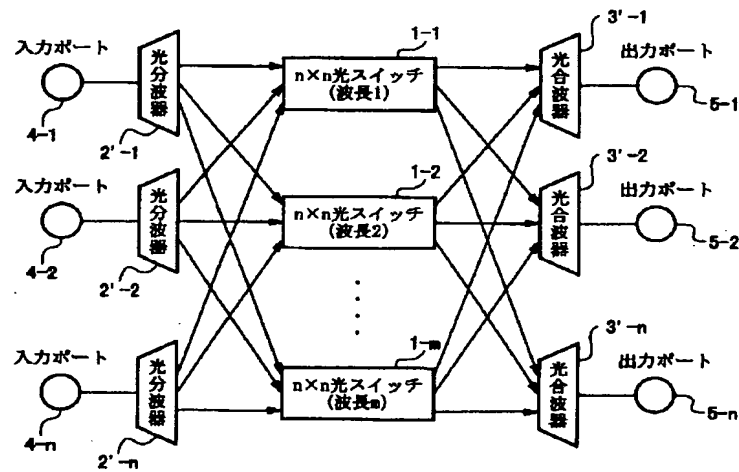 入力ポート
4-1
光分波器
2'-1
1-1
n×n光スイッチ
(波長1)
3'-1
光合波器
出力ポート
5-1
入力ポート
4-2
光分波器
2'-2
1-2
n×n光スイッチ
(波長2)
3'-2
光合波器
出力ポート
5-2
入力ポート
4-n
光分波器
2'-n
1-m
n×n光スイッチ
(波長m)
3'-n
光合波器
出力ポート
5-n